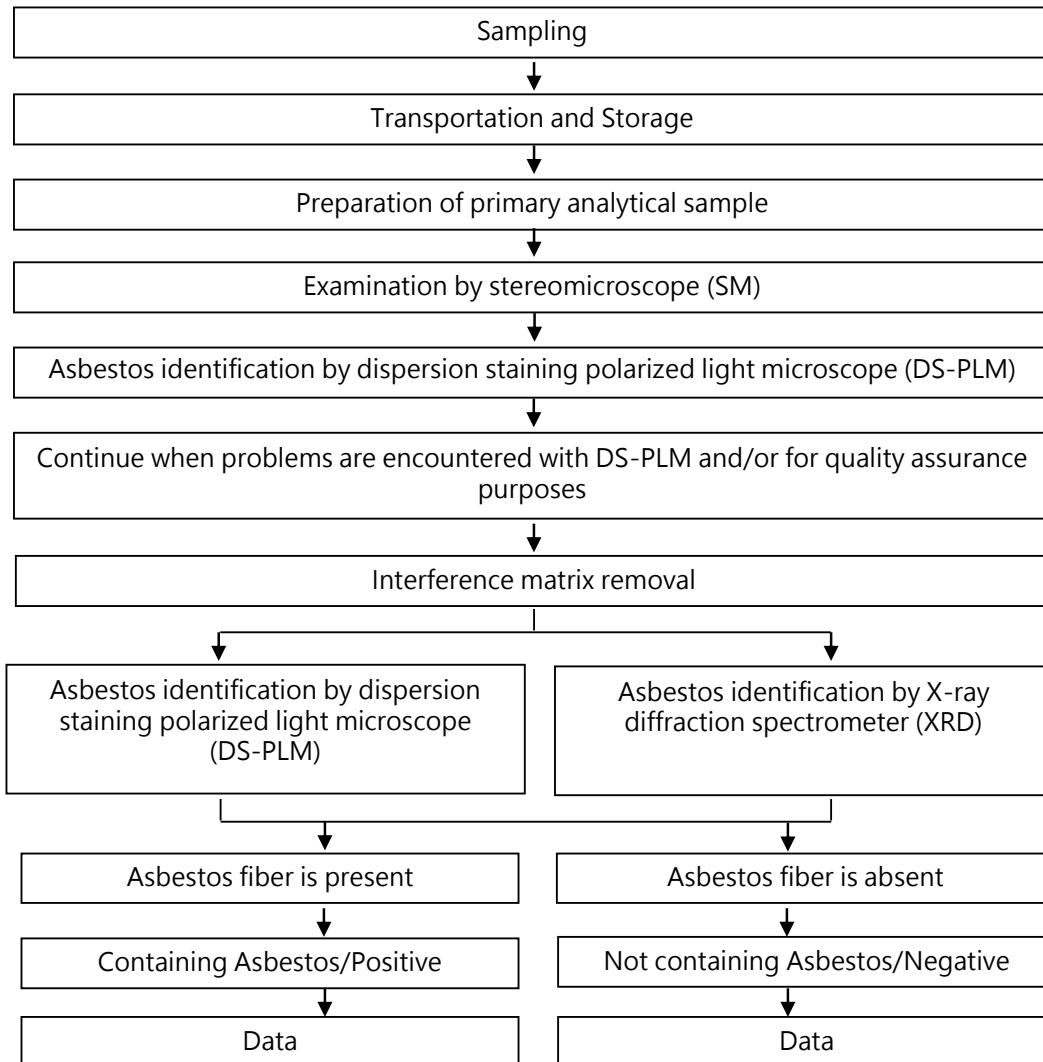 Sampling
Transportation and Storage
Preparation of primary analytical sample
Examination by stereomicroscope (SM)
Asbestos identification by dispersion staining polarized light microscope (DS-PLM)
Continue when problems are encountered with DS-PLM and/or for quality assurance
purposes
Interference matrix removal
Asbestos identification by dispersion
staining polarized light microscope
(DS-PLM)
Asbestos identification by X-ray
diffraction spectrometer (XRD)
Asbestos fiber is present
Asbestos fiber is absent
Containing Asbestos/Positive
Not containing Asbestos/Negative
Data
Data